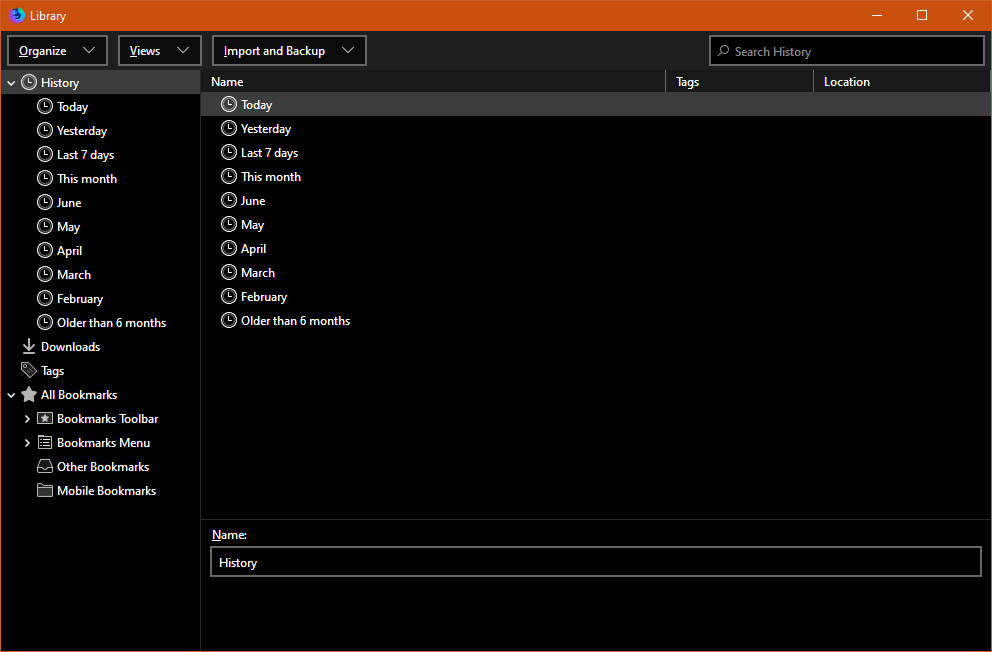 Library
Organize Views Import and Backup Search History
History
Today
Yesterday
Last 7 days
This month
June
May
April
March
February
Older than 6 months
Downloads
Tags
All Bookmarks
Bookmarks Toolbar
Bookmarks Menu
Other Bookmarks
Mobile Bookmarks
Name Tags Location
Today
Yesterday
Last 7 days
This month
June
May
April
March
February
Older than 6 months
Name:
History